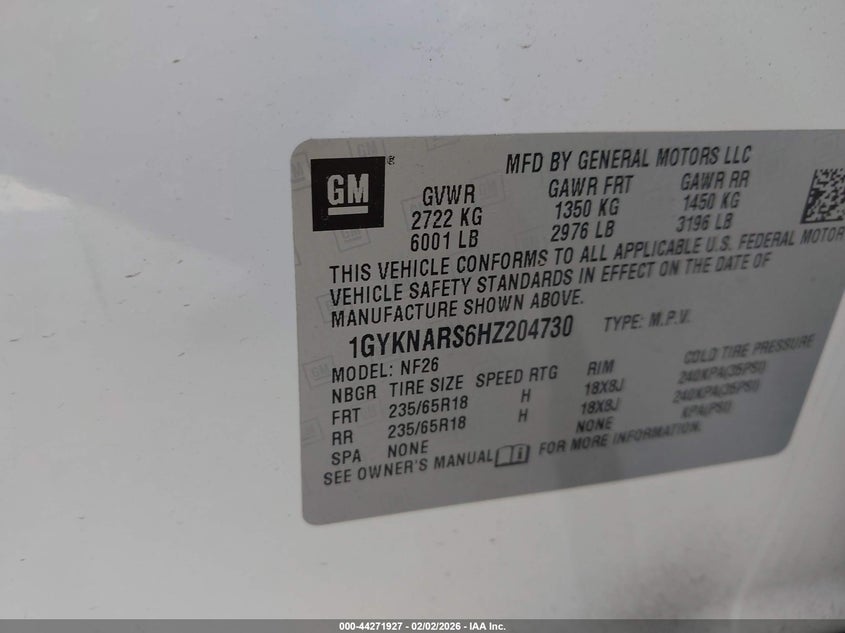 GM ®
MFD BY GENERAL MOTORS LLC
GVWR GAWR FRT GAWR RR
2722 KG 1350 KG 1450 KG
6001 LB 2976 LB 3196 LB
THIS VEHICLE CONFORMS TO ALL APPLICABLE U.S. FEDERAL MOTOR
VEHICLE SAFETY STANDARDS IN EFFECT ON THE DATE OF
MANUFACTURE SHOWN ABOVE.
1GYKNARS6HZ204730 TYPE: M.P.V.
MODEL: NF26
NBGR TIRE SIZE SPEED RTG RIM COLD TIRE PRESSURE
FRT 235/65R18 H 18X8J 240KPA(35PSI)
RR 235/65R18 H 18X8J 240KPA(35PSI)
SPA NONE NONE KPA(PSI)
SEE OWNER'S MANUAL FOR MORE INFORMATION.
000-44271927 - 02/02/2026 - IAA Inc.